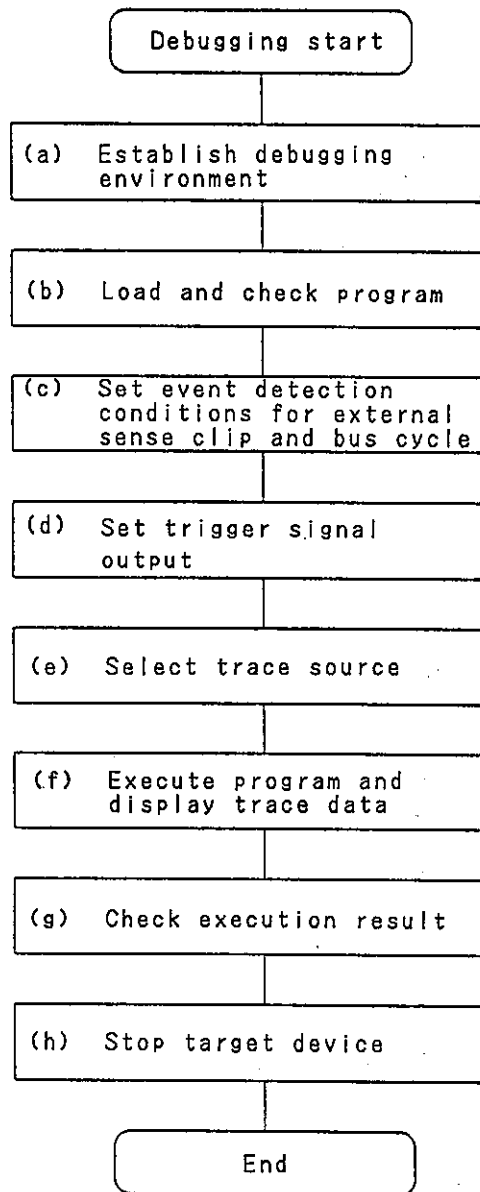 Debugging start
(a) Establish debugging
environment
(b) Load and check program
(c) Set event detection
conditions for external
sense clip and bus cycle
(d) Set trigger signal
output
(e) Select trace source
(f) Execute program and
display trace data
(g) Check execution result
(h) Stop target device
End